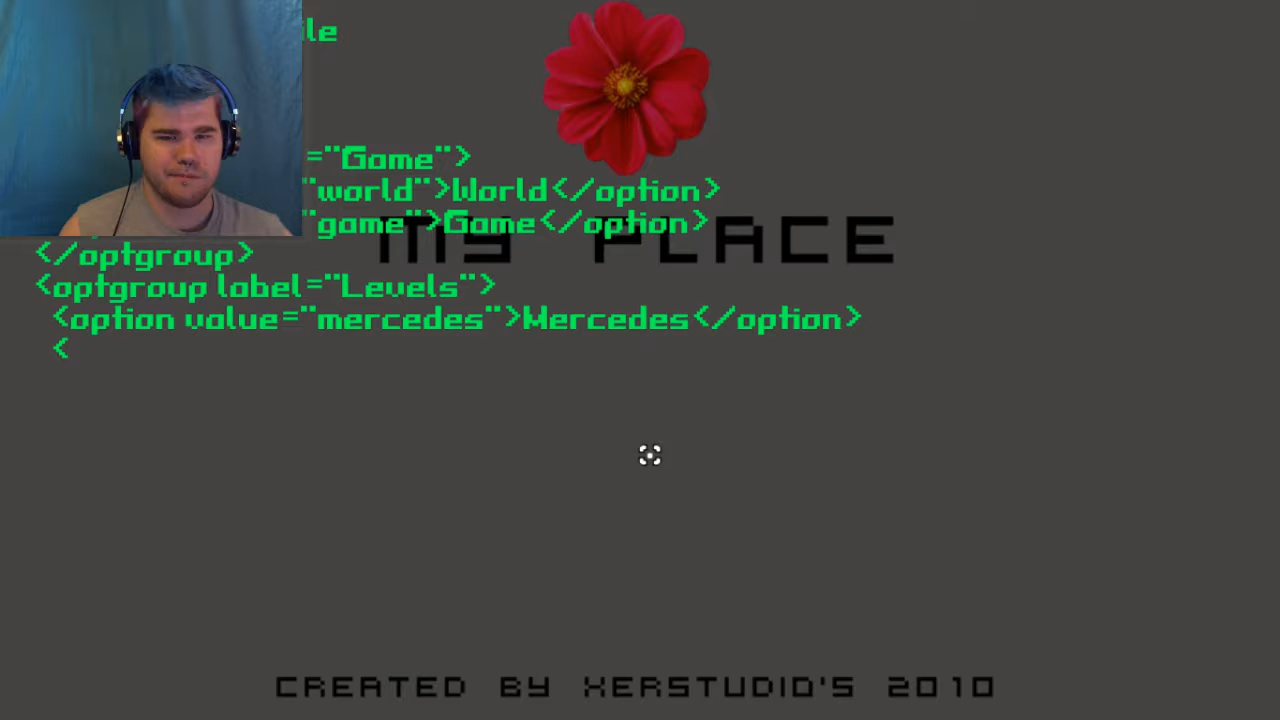 ile
="Game">
"world">World</option>
"game">Game</option>
MY PLACE
</optgroup>
<optgroup label="Levels">
<option value="mercedes">Mercedes</option>
<
CREATED BY XERSTUDIO'S 2010